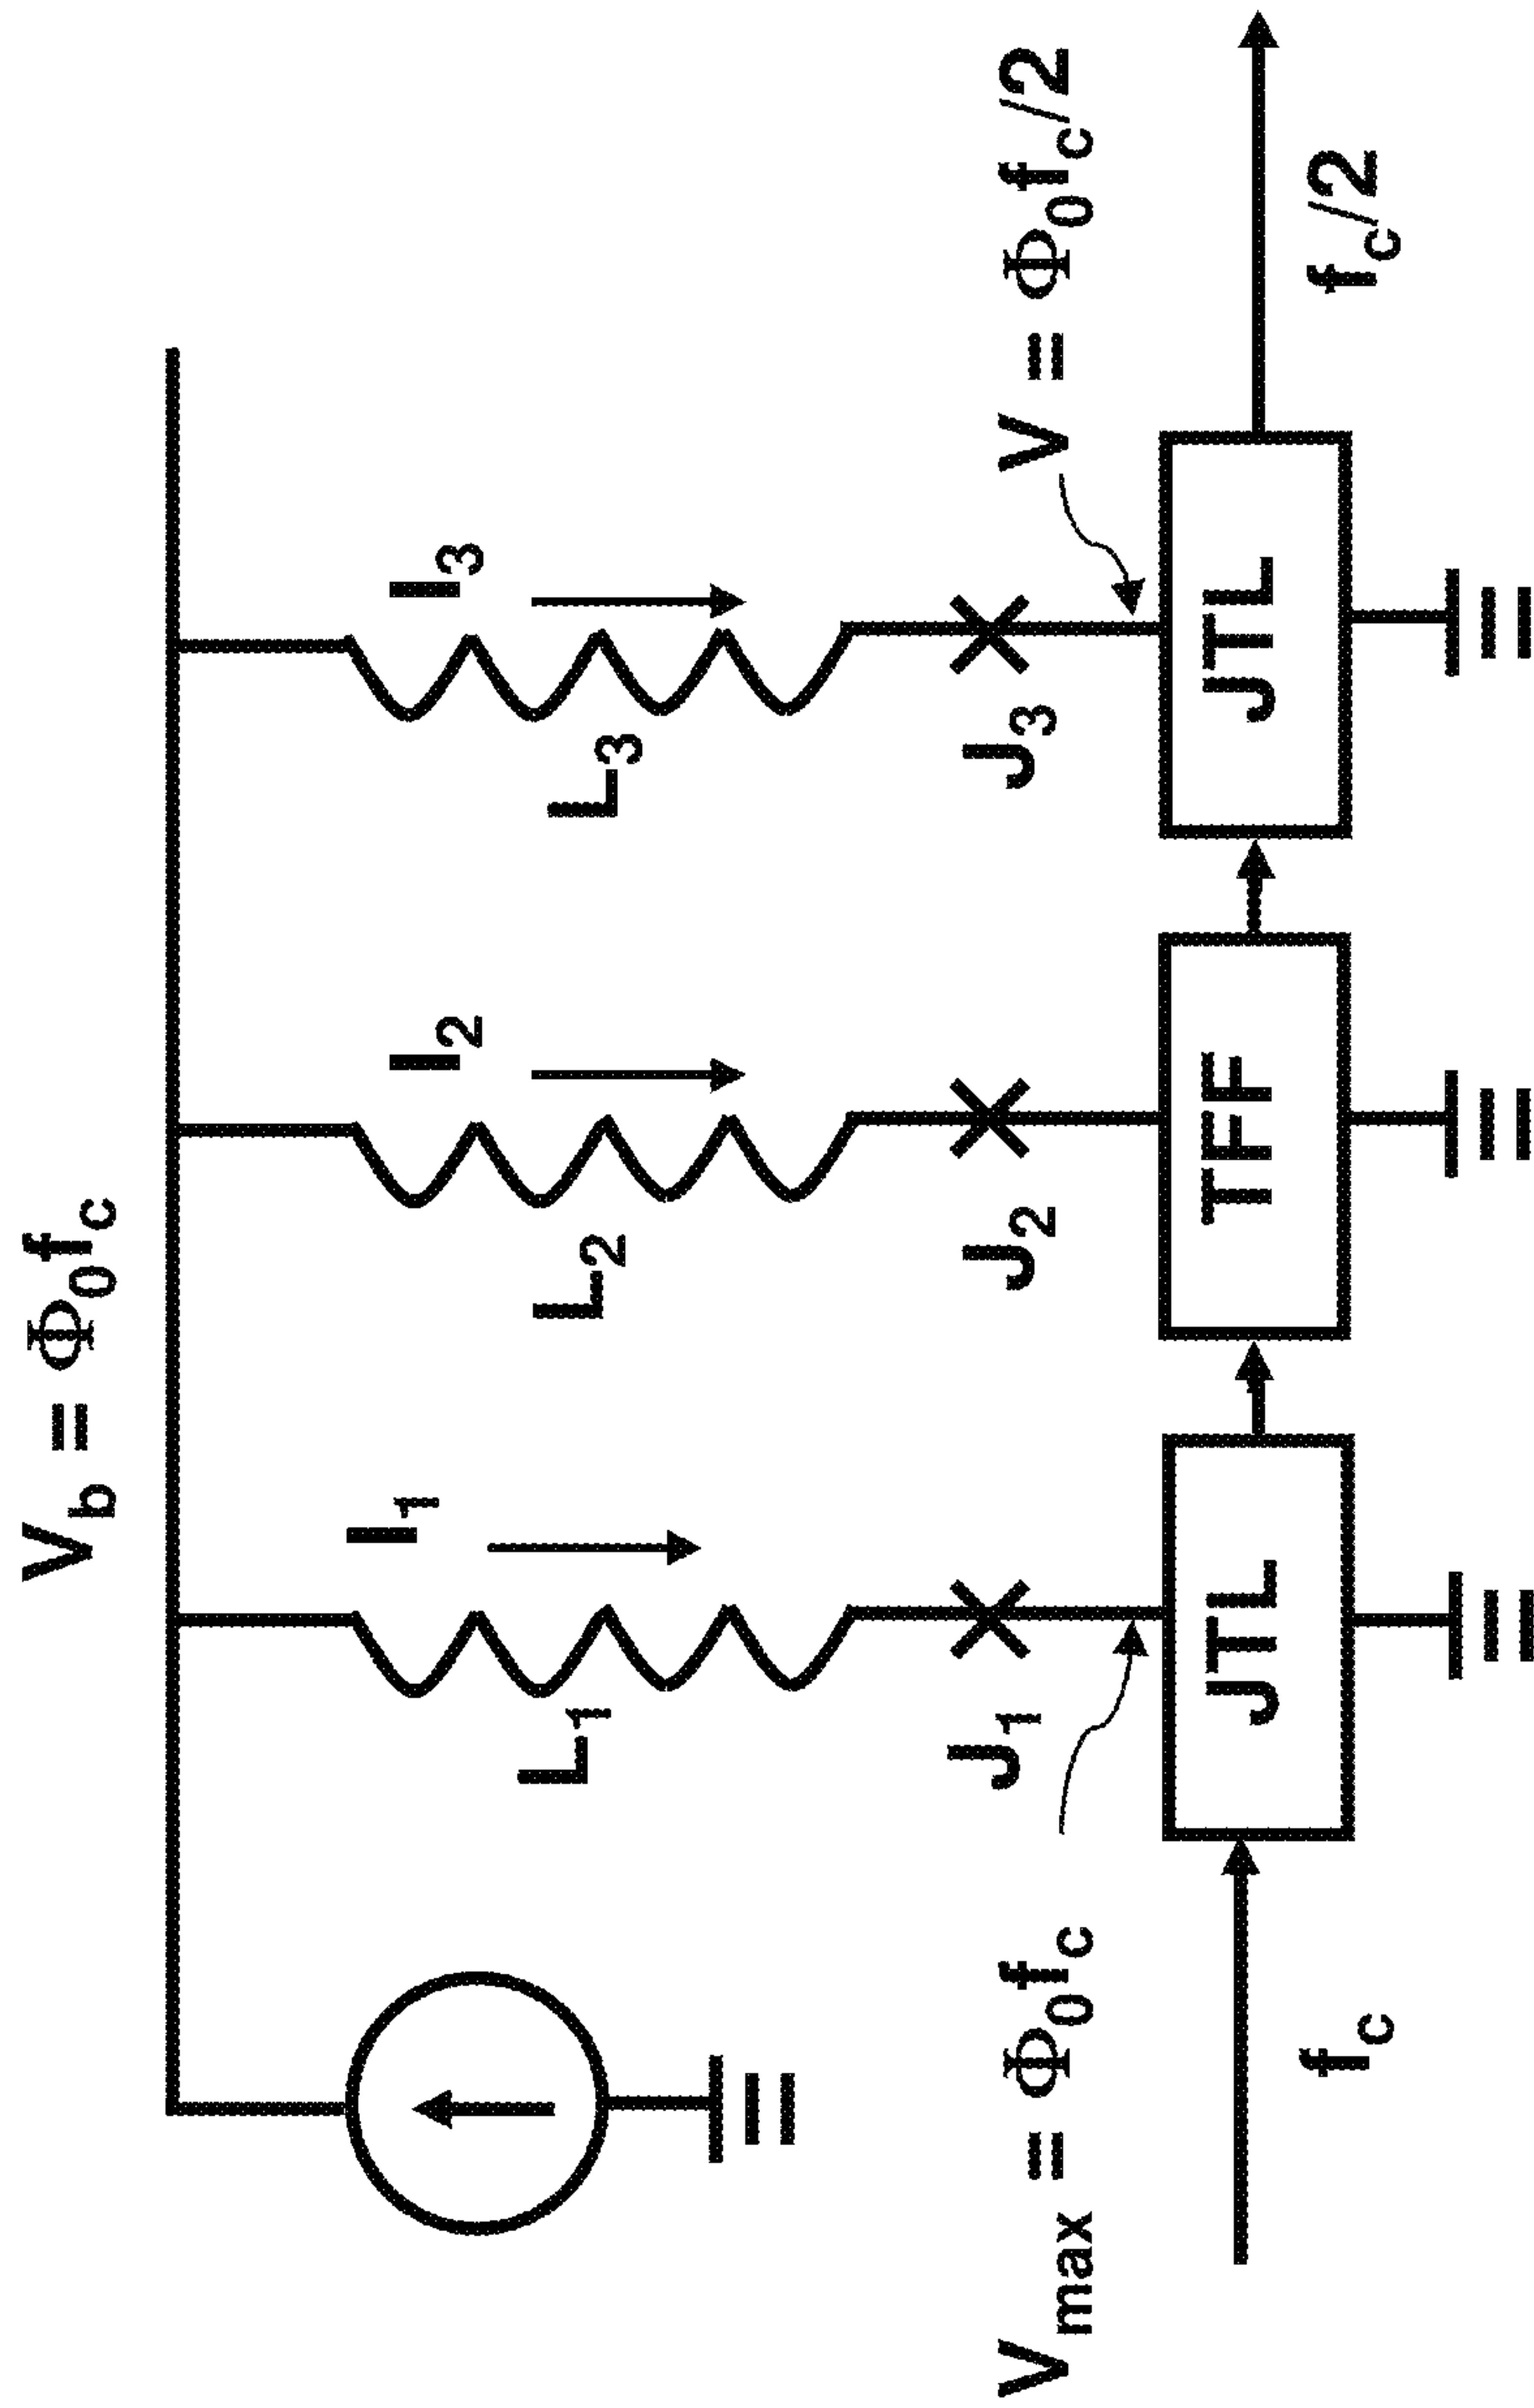 V_b = Φ_0f_c
I_1
I_2
I_3
L_1
L_2
L_3
J_1
J_2
J_3
V_max = Φ_0f_c
V = Φ_0f_c/2
JTL
TFF
JTL
f_c
f_c/2